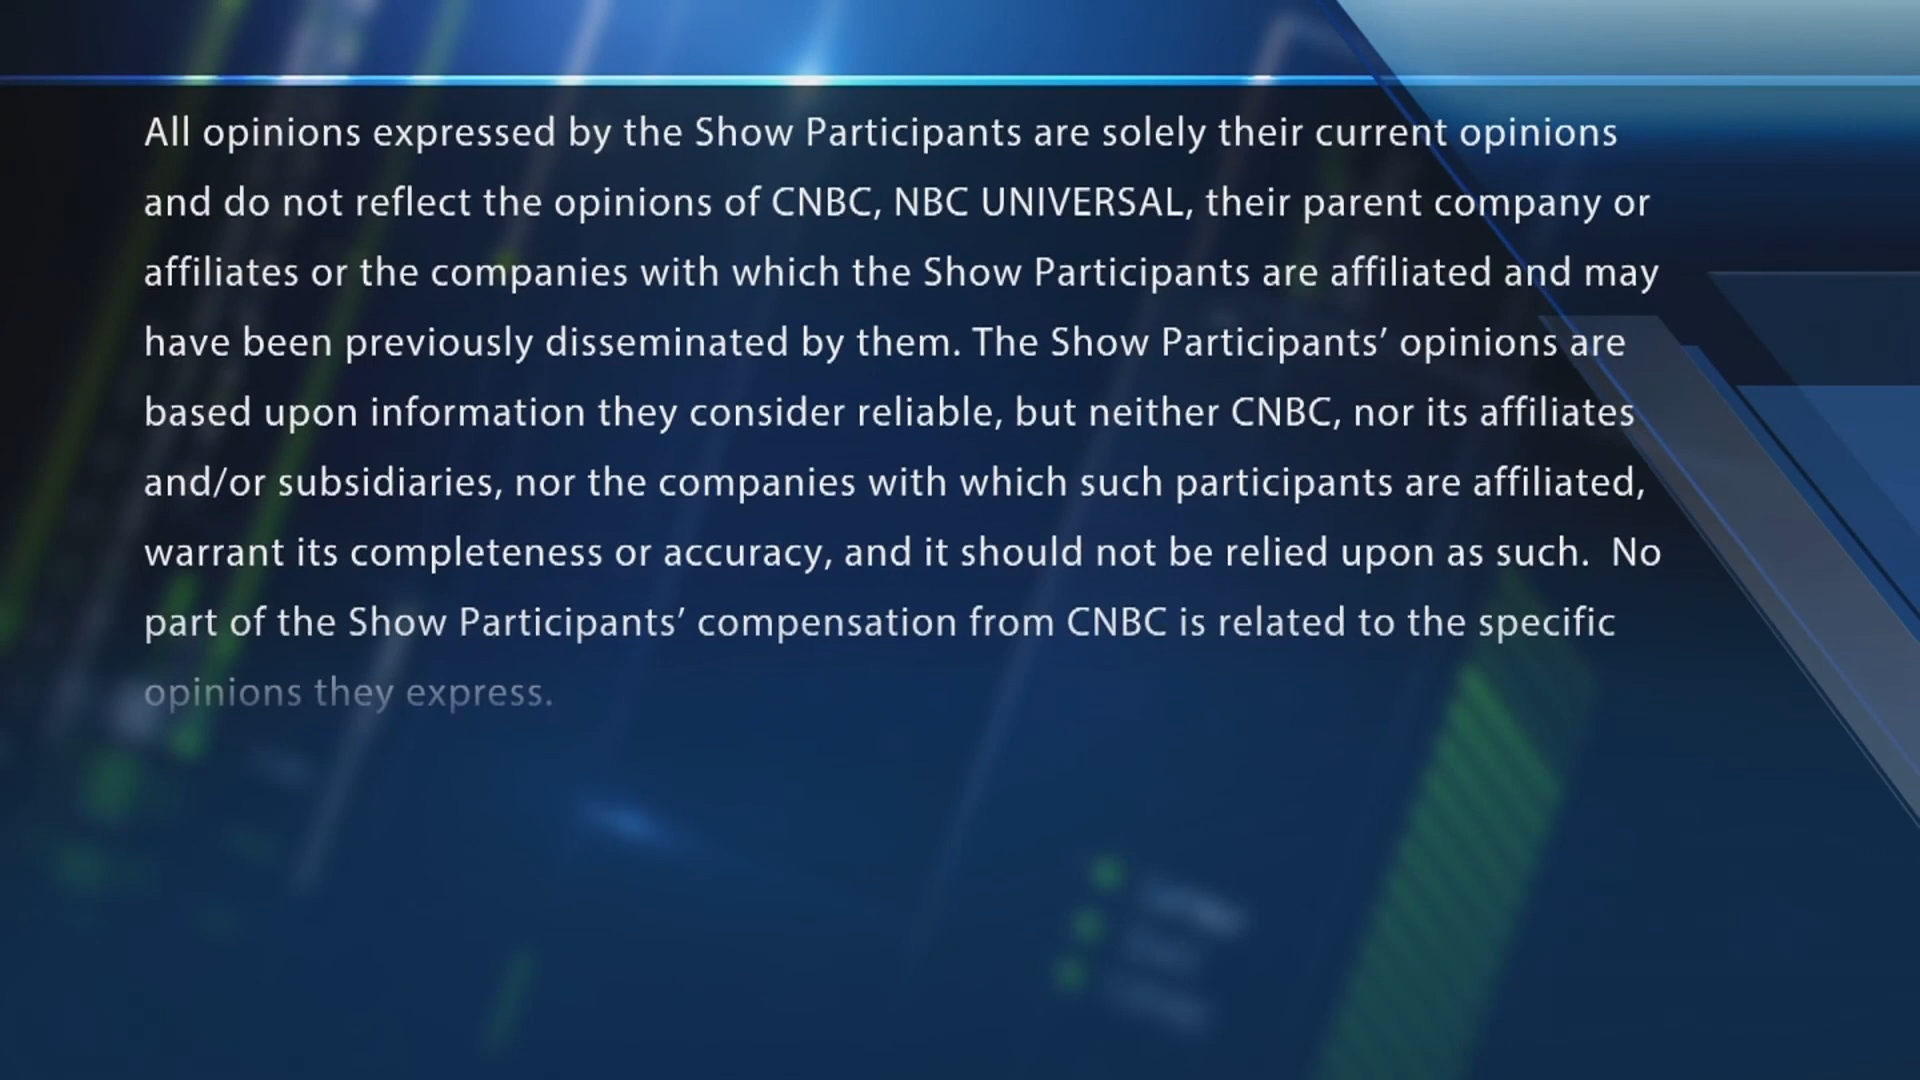 All opinions expressed by the Show Participants are solely their current opinions
and do not reflect the opinions of CNBC, NBC UNIVERSAL, their parent company or
affiliates or the companies with which the Show Participants are affiliated and may
have been previously disseminated by them. The Show Participants’ opinions are
based upon information they consider reliable, but neither CNBC, nor its affiliates
and/or subsidiaries, nor the companies with which such participants are affiliated,
warrant its completeness or accuracy, and it should not be relied upon as such.  No
part of the Show Participants’ compensation from CNBC is related to the specific
opinions they express.